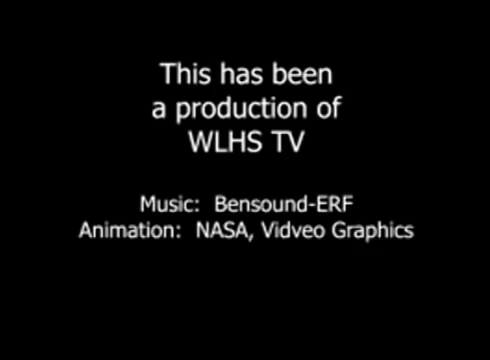 This has been
a production of
WLHS TV
Music: Bensound-ERF
Animation: NASA, Vidveo Graphics